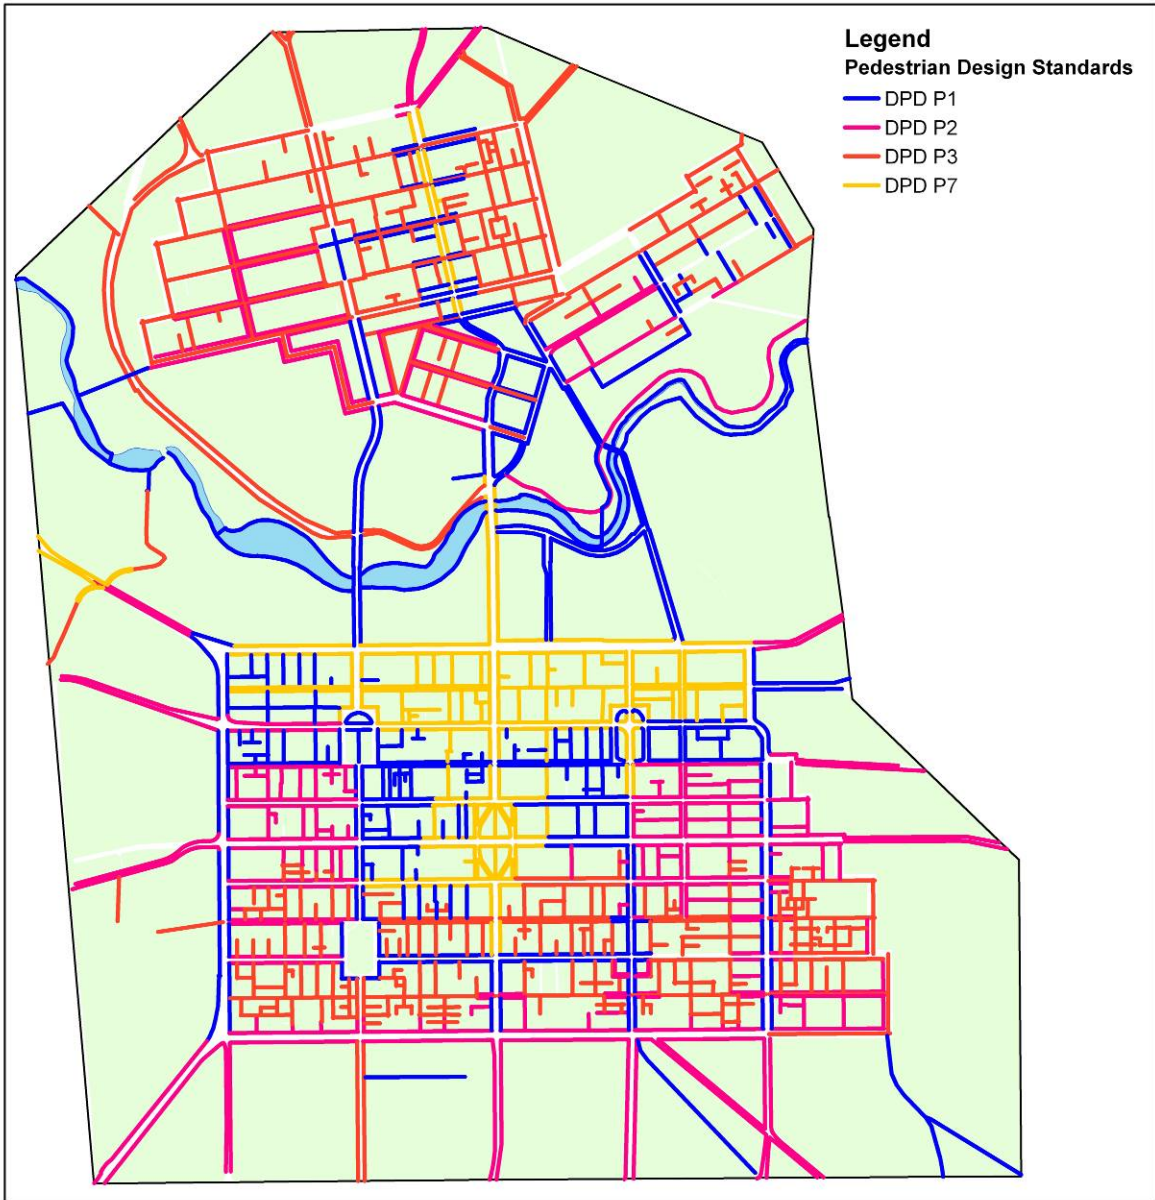 Legend
Pedestrian Design Standards
DPD P1
DPD P2
DPD P3
DPD P7